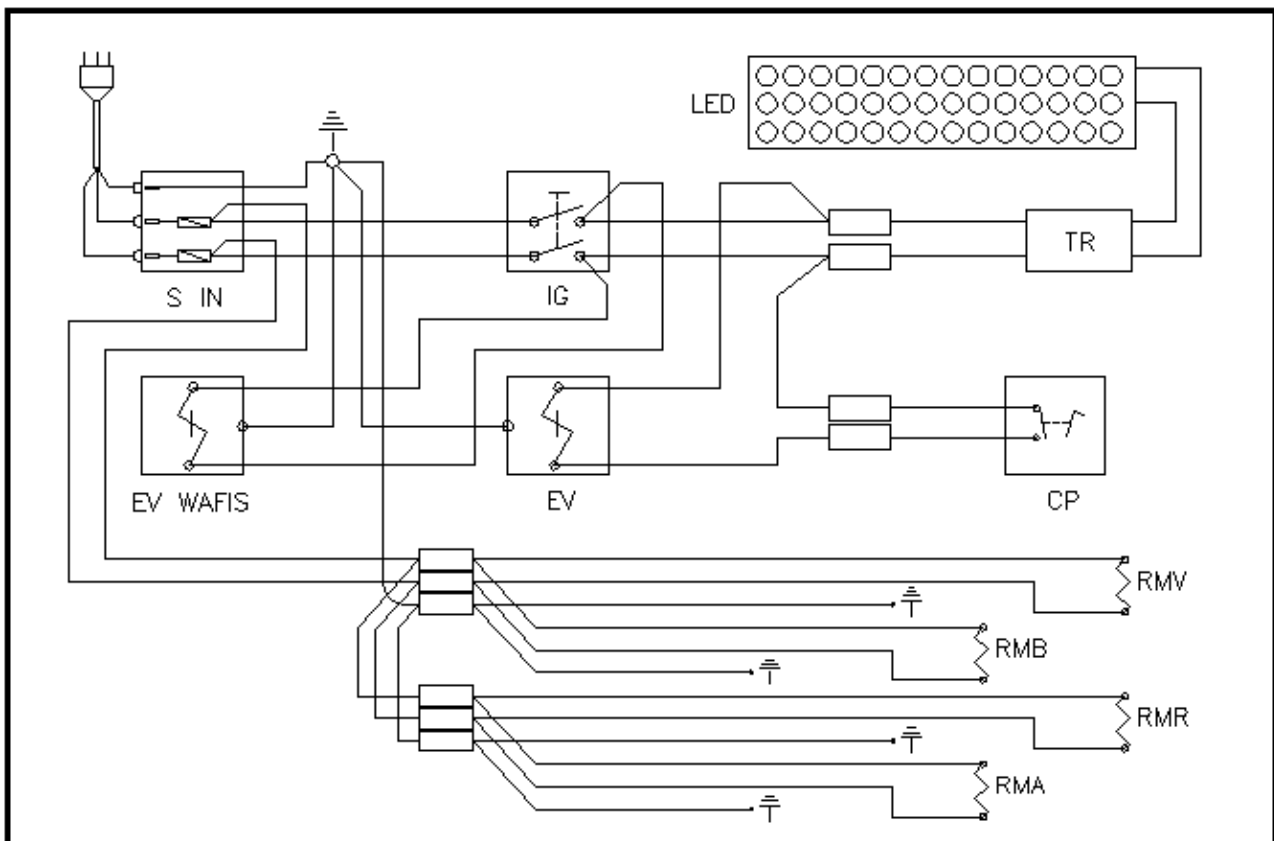 LED
TR
S IN
IG
EV WAFIS
EV
CP
RMV
RMB
RMR
RMA